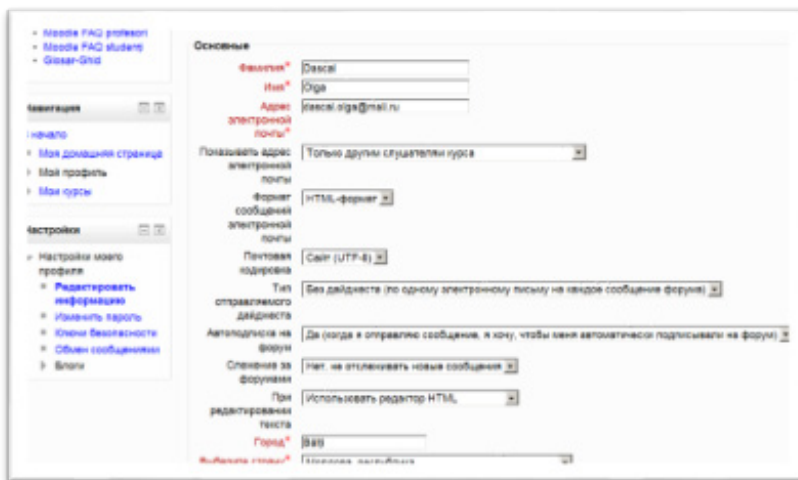 Moodle FAQ profesori
Moodle FAQ studenti
Glosar-Ghid
Навигация
В начало
Моя домашняя страница
Мой профиль
Мои курсы
Настройки
Настройки моего
профиля
Редактировать
информацию
Изменить пароль
Ключи безопасности
Обмен сообщениями
Блоги
Основные
Фамилия* Dascal
Имя* Olga
Адрес dascal.olga@mail.ru
электронной
почты*
Показывать адрес Только другим слушателям курса
электронной
почты
Формат HTML-формат
сообщений
электронной
почты
Почтовая Сайт (UTF-8)
кодировка
Тип Без дайджеста (по одному электронному письму на каждое сообщение форума)
отправляемого
дайджеста
Автоподписка на Да (когда я отправляю сообщение, я хочу, чтобы меня автоматически подписывали на форум)
форум
Слежение за Нет, не отслеживать новые сообщения
форумами
При Использовать редактор HTML
редактировании
текста
Город* Balti
Выберите страну* Молдова, республика